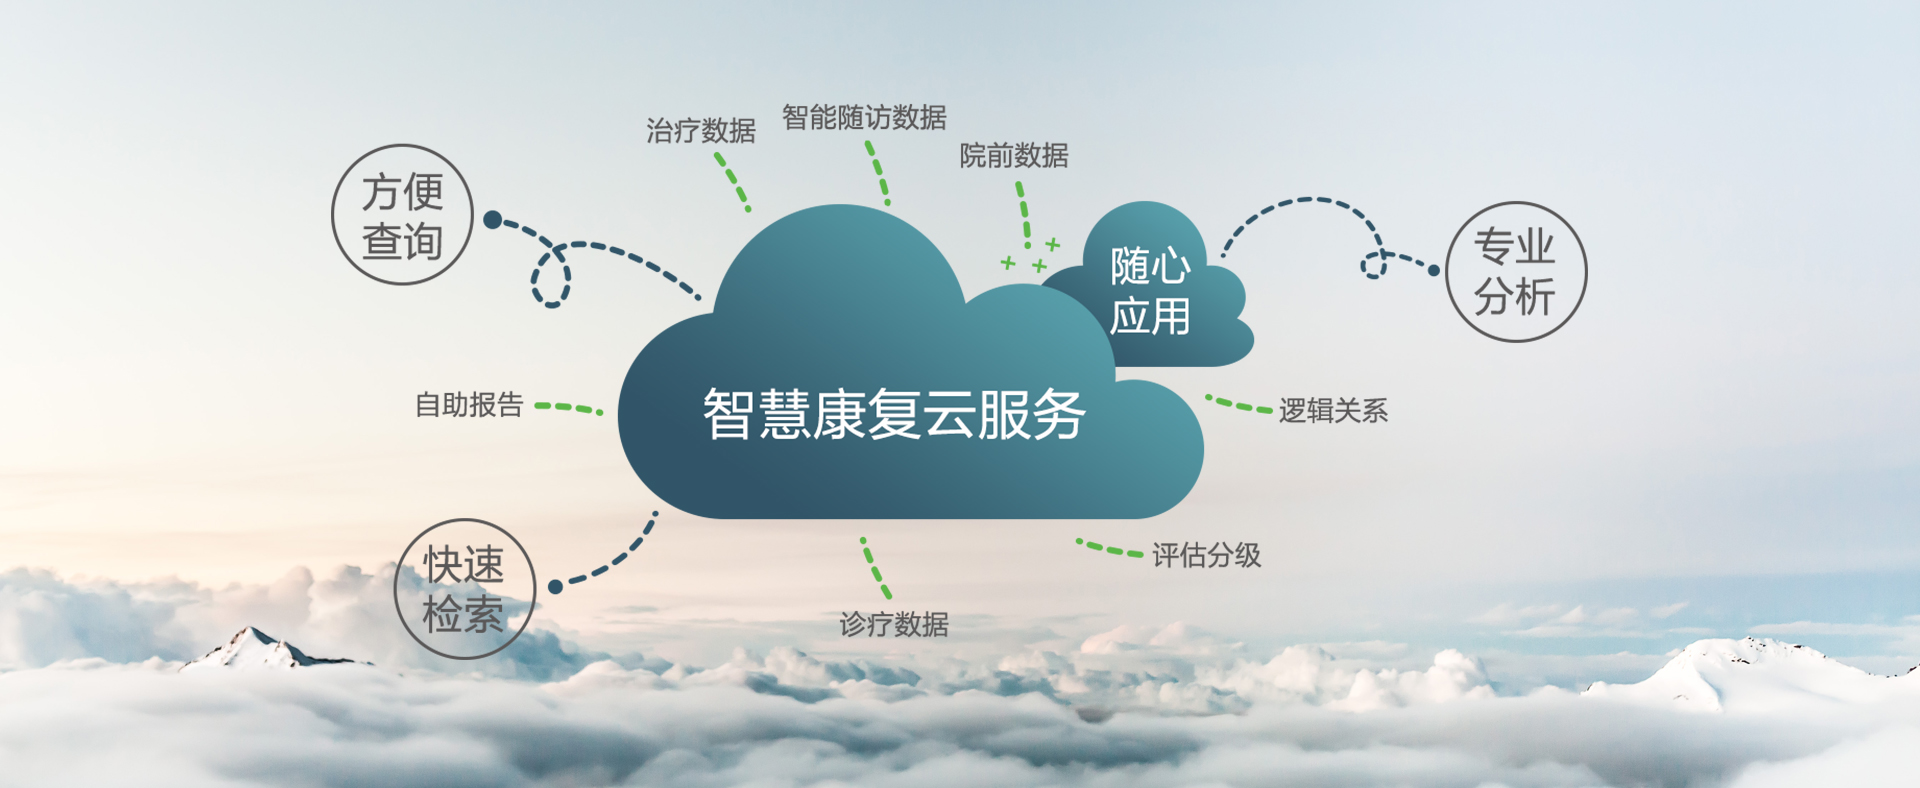 智能随访数据
治疗数据
院前数据
方便
查询
随心
应用
专业
分析
自助报告
智慧康复云服务
逻辑关系
快速
检索
评估分级
诊疗数据